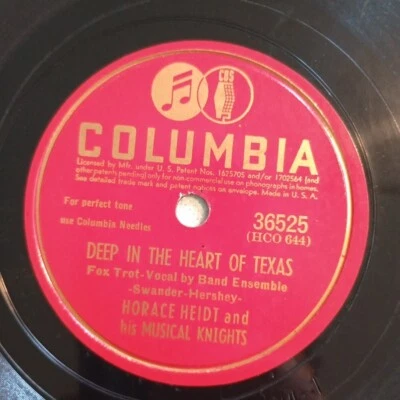 CBS
COLUMBIA
Licensed by Mfr. under U. S. Patent Nos. 1625705 and/or 1702564 (and
other patents pending) only for non-commercial use on phonographs in homes.
See detailed trade mark and patent notices on envelope. Made in U. S. A.
For perfect tone
use Columbia Needles
36525
(HCO 644)
DEEP IN THE HEART OF TEXAS
Fox Trot-Vocal by Band Ensemble
-Swander-Hershey-
HORACE HEIDT and
his MUSICAL KNIGHTS